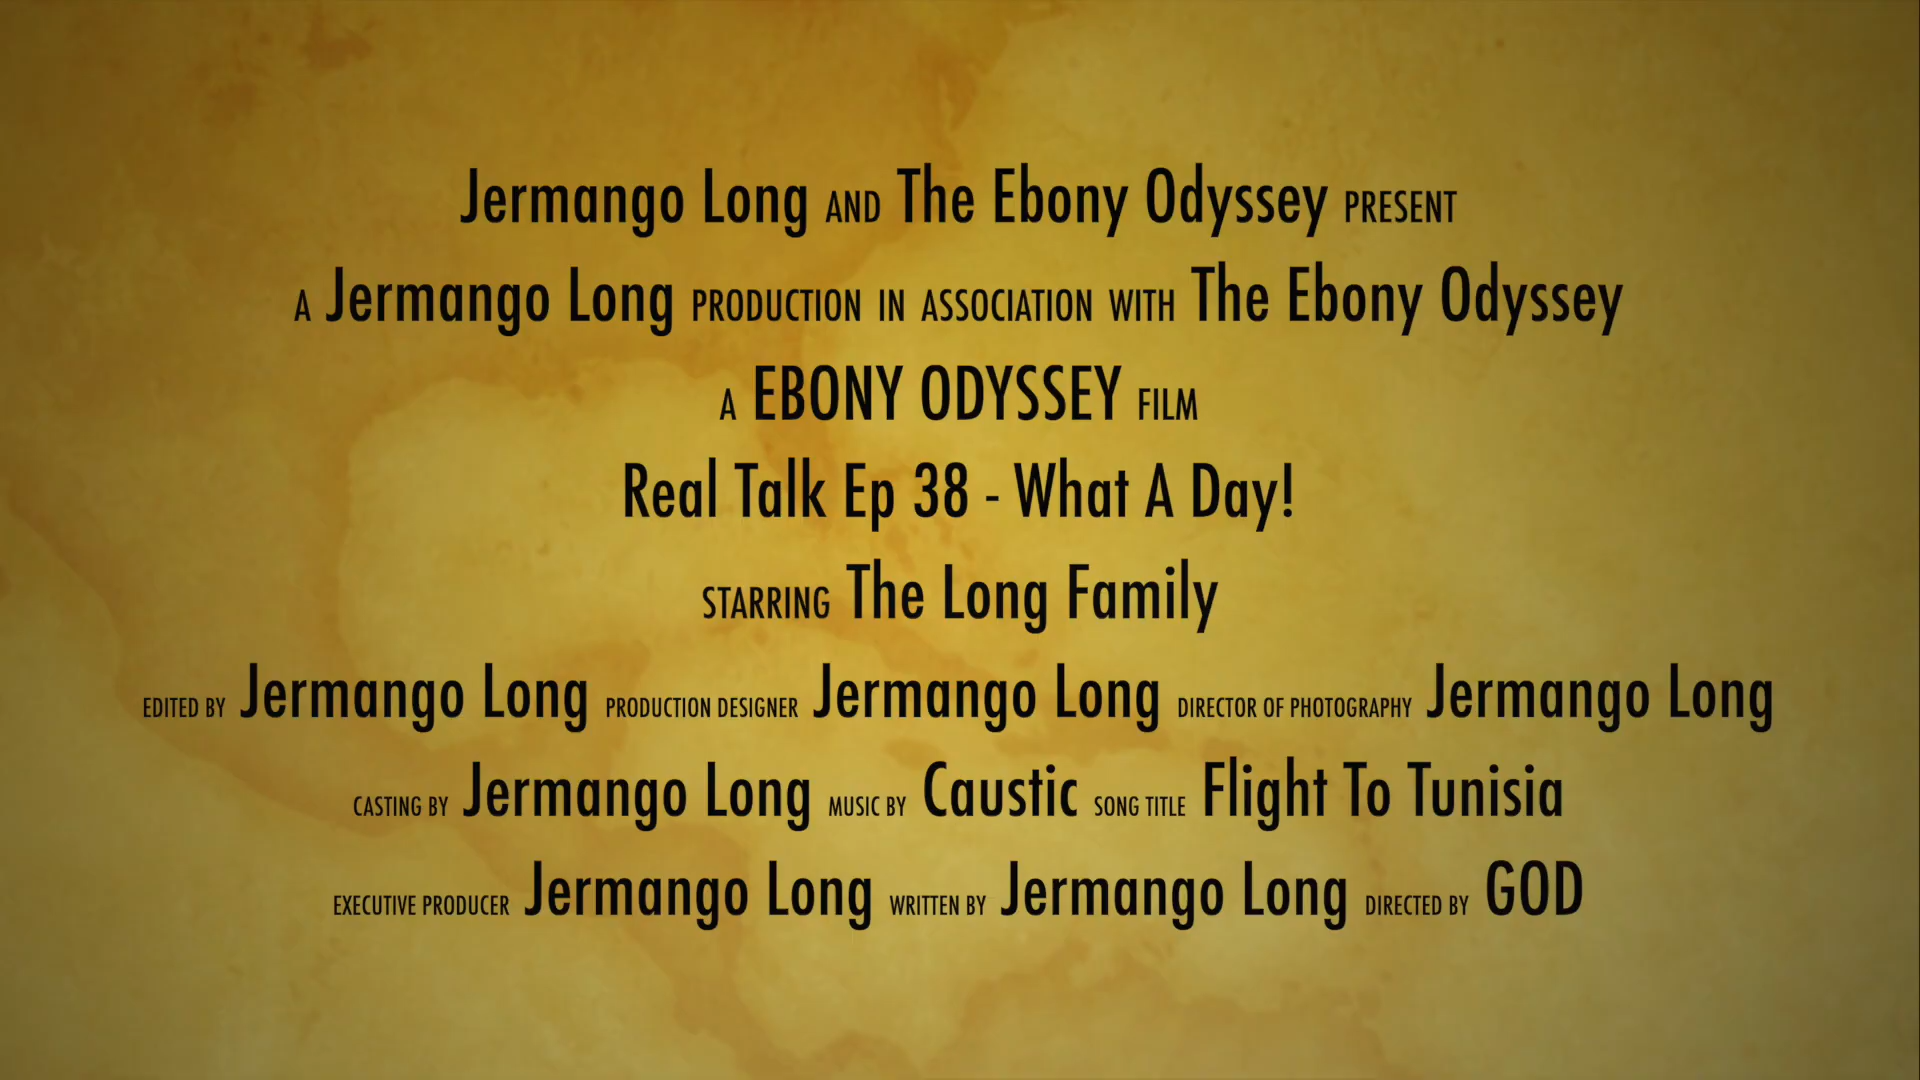 Jermango Long AND The Ebony Odyssey PRESENT
A Jermango Long PRODUCTION IN ASSOCIATION WITH The Ebony Odyssey
A EBONY ODYSSEY FILM
Real Talk Ep 38 - What A Day!
STARRING The Long Family
EDITED BY Jermango Long PRODUCTION DESIGNER Jermango Long DIRECTOR OF PHOTOGRAPHY Jermango Long
CASTING BY Jermango Long MUSIC BY Caustic SONG TITLE Flight To Tunisia
EXECUTIVE PRODUCER Jermango Long WRITTEN BY Jermango Long DIRECTED BY GOD